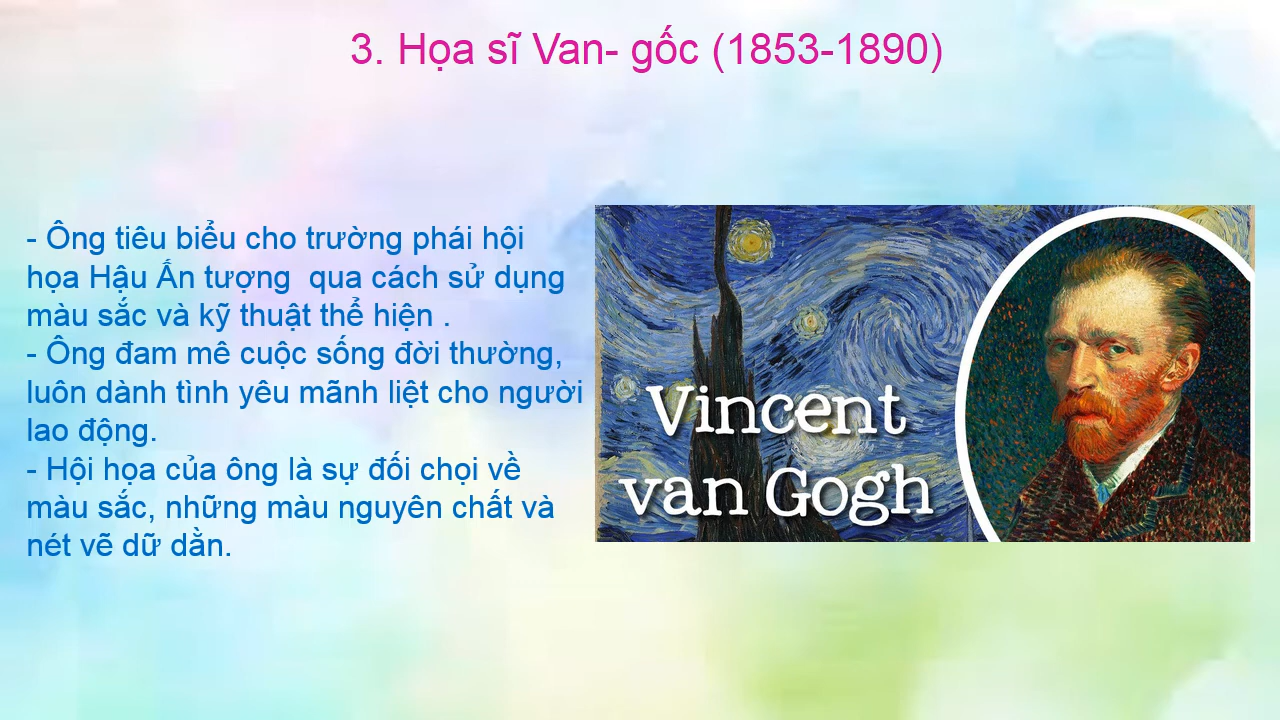 3. Họa sĩ Van- gốc (1853-1890)
- Ông tiêu biểu cho trường phái hội
họa Hậu Ấn tượng  qua cách sử dụng
màu sắc và kỹ thuật thể hiện .
- Ông đam mê cuộc sống đời thường,
luôn dành tình yêu mãnh liệt cho người
lao động.
- Hội họa của ông là sự đối chọi về
màu sắc, những màu nguyên chất và
nét vẽ dữ dằn.
Vincent
van Gogh